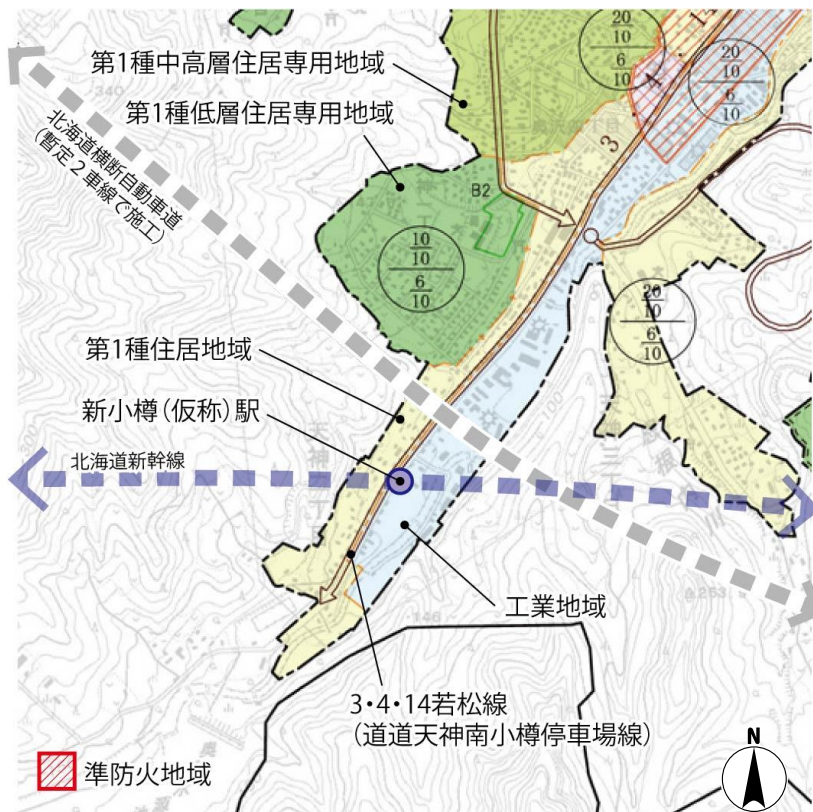 第1種中高層住居専用地域
第1種低層住居専用地域
北海道横断自動車道
(暫定2車線で施工)
340
20
10
6
10
20
10
6
10
4
3
B2
10
10
6
10
20
10
6
10
第1種住居地域
新小樽(仮称)駅
北海道新幹線
100
工業地域
253
146
3・4・14若松線
(道道天神南小樽停車場線)
準防火地域
N